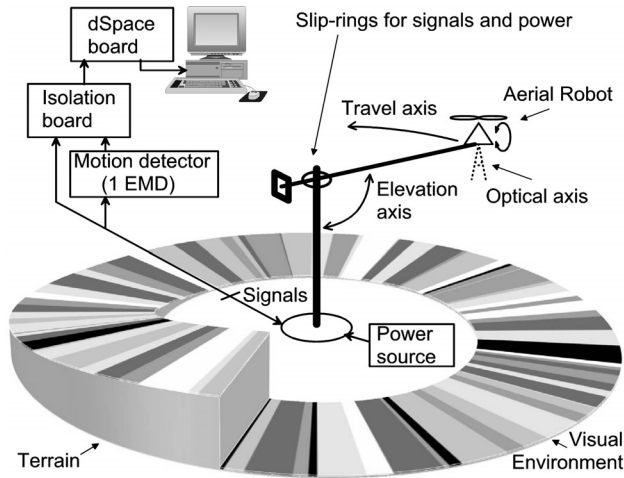 dSpace
board
Slip-rings for signals and power
Isolation
board
Travel axis
Aerial Robot
Motion detector
(1 EMD)
Elevation
axis
Optical axis
Signals
Power
source
Terrain
Visual
Environment